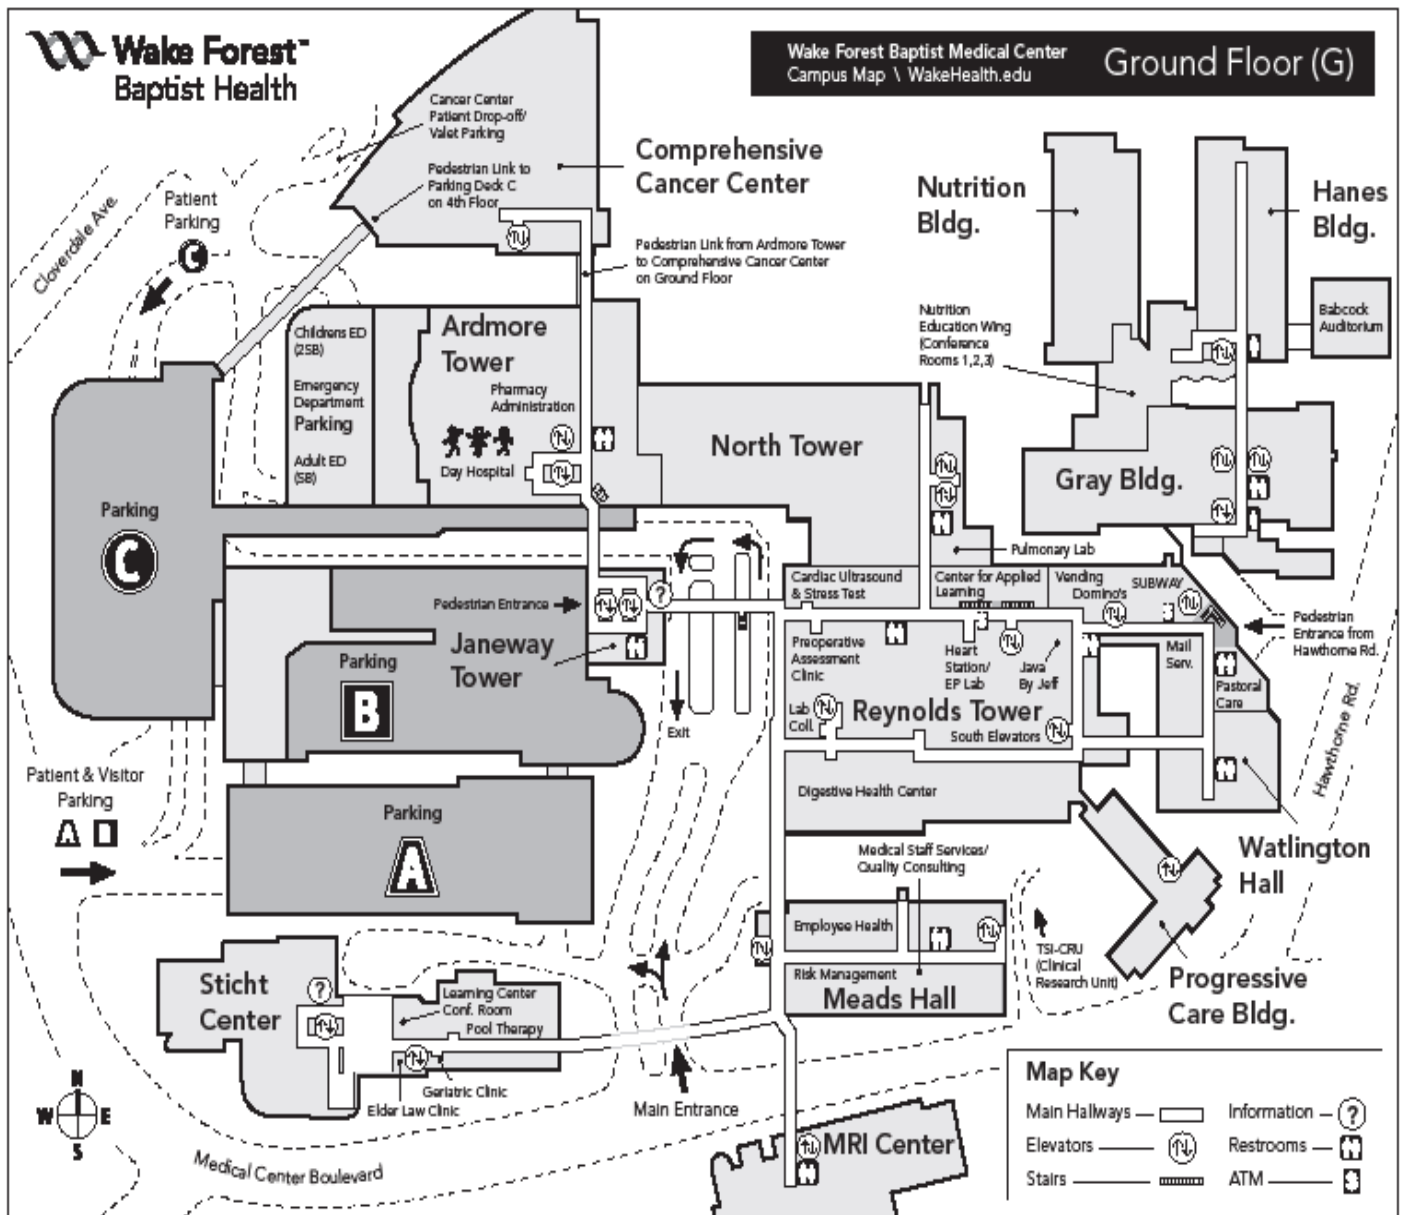 Wake Forest™
Baptist Health
Wake Forest Baptist Medical Center
Campus Map \ WakeHealth.edu
Ground Floor (G)
Cancer Center
Patient Drop-off/
Valet Parking
Pedestrian Link to
Parking Deck C
on 4th Floor
Comprehensive
Cancer Center
Pedestrian Link from Ardmore Tower
to Comprehensive Cancer Center
on Ground Floor
Nutrition
Bldg.
Hanes
Bldg.
Babcock
Auditorium
Nutrition
Education Wing
(Conference
Rooms 1,2,3)
Cloverdale Ave.
Patient
Parking
C
Childrens ED
(2SB)
Emergency
Department
Parking
Adult ED
(SB)
Ardmore
Tower
Pharmacy
Administration
Day Hospital
North Tower
Gray Bldg.
Parking
C
Pulmonary Lab
Pedestrian Entrance
Janeway
Tower
Parking
B
?
Exit
Cardiac Ultrasound
& Stress Test
Center for Applied
Learning
Vending
Domino's
SUBWAY
Pedestrian
Entrance from
Hawthorne Rd.
Preoperative
Assessment
Clinic
Heart
Station/
EP Lab
Java
By Jeff
Mail
Serv.
Pastoral
Care
Lab
Coll.
Reynolds Tower
South Elevators
Hawthorne Rd.
Digestive Health Center
Patient & Visitor
Parking
A
Parking
A
Watlington
Hall
Medical Staff Services/
Quality Consulting
Employee Health
Risk Management
Meads Hall
TSI-CRU
(Clinical
Research Unit)
Progressive
Care Bldg.
Sticht
Center
?
Learning Center
Conf. Room
Pool Therapy
Geriatric Clinic
Elder Law Clinic
Main Entrance
MRI Center
Medical Center Boulevard
N
W E
S
Map Key
Main Hallways
Information ?
Elevators
Restrooms
Stairs
ATM $